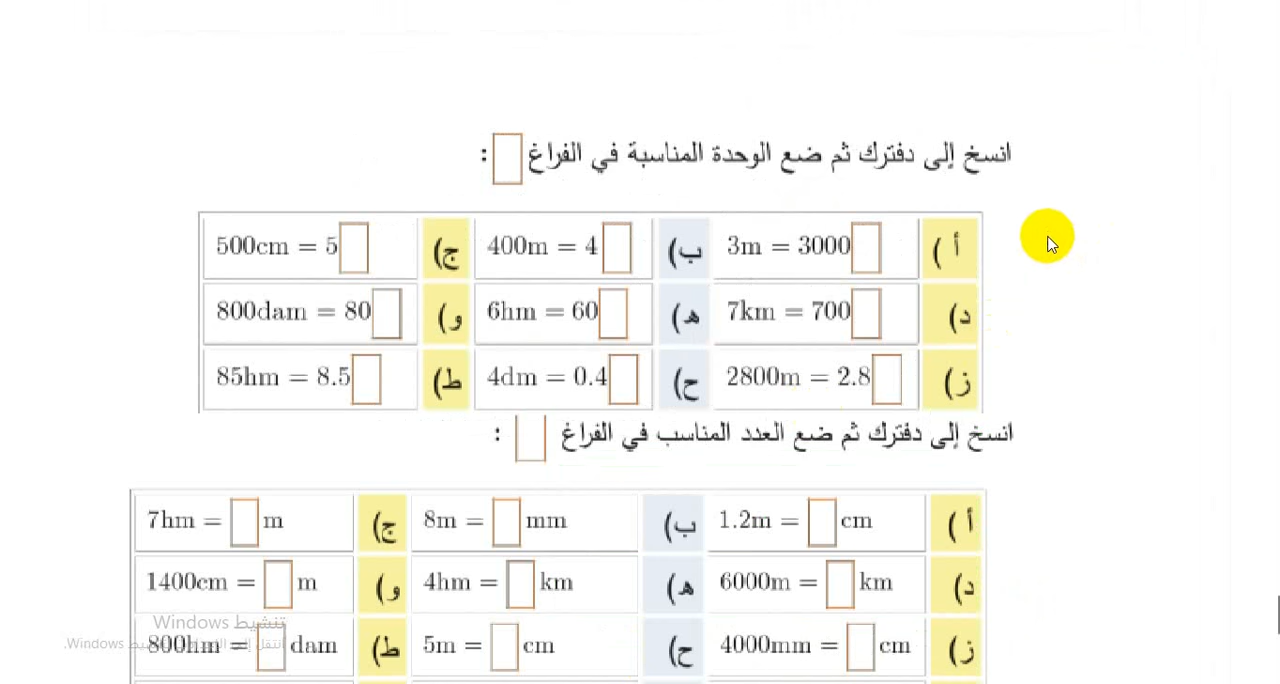 انسخ إلى دفترك ثم ضع الوحدة المناسبة في الفراغ :
أ ) 3m = 3000 ب) 400m = 4 ج) 500cm = 5
د) 7km = 700 ه) 6hm = 60 و) 800dam = 80
ز) 2800m = 2.8 ح) 4dm = 0.4 ط) 85hm = 8.5
انسخ إلى دفترك ثم ضع العدد المناسب في الفراغ :
أ ) 1.2m = cm ب) 8m = mm ج) 7hm = m
د) 6000m = km ه) 4hm = km و) 1400cm = m
تنشيط Windows
ز) 4000mm = cm ح) 5m = cm ط) 800hm = dam
انتقل إلى Windows.